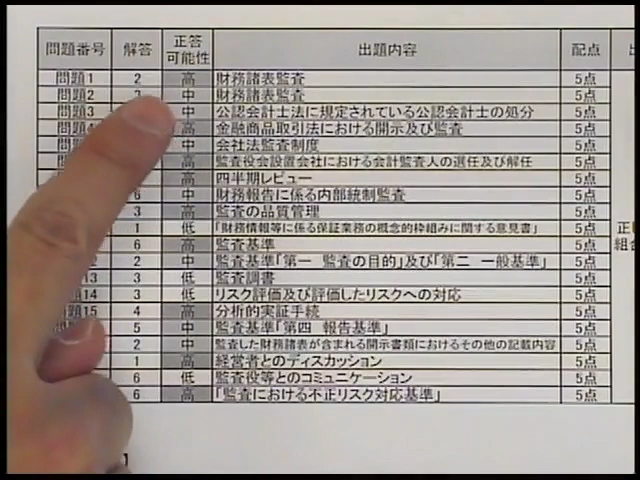 問題番号 解答 正答可能性 出題内容 配点
問題1 2 高 財務諸表監査 5点
問題2 中 財務諸表監査 5点
問題3 中 公認会計士法に規定されている公認会計士の処分 5点
高 金融商品取引法における開示及び監査 5点
中 会社法監査制度 5点
高 監査役会設置会社における会計監査人の選任及び解任 5点
高 四半期レビュー 5点
6 中 財務報告に係る内部統制監査 5点
3 高 監査の品質管理 5点
1 低 「財務情報等に係る保証業務の概念的枠組みに関する意見書」 5点
6 高 監査基準 5点
2 中 監査基準「第一 監査の目的」及び「第二 一般基準」 5点
13 3 低 監査調書 5点
題14 3 低 リスク評価及び評価したリスクへの対応 5点
題15 4 高 分析的実証手続 5点
5 中 監査基準「第四 報告基準」 5点
2 中 監査した財務諸表が含まれる開示書類におけるその他の記載内容 5点
1 高 経営者とのディスカッション 5点
6 低 監査役等とのコミュニケーション 5点
6 高 「監査における不正リスク対応基準」 5点